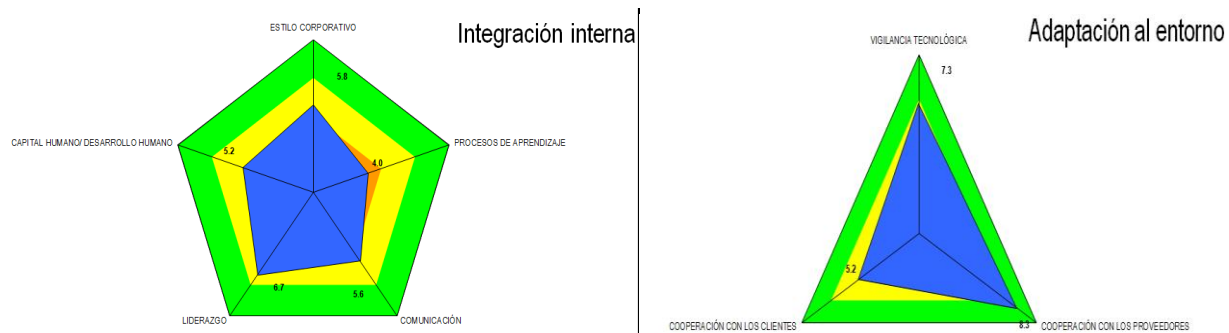 Integración interna
ESTILO CORPORATIVO
5.8
CAPITAL HUMANO/ DESARROLLO HUMANO
5.2
4.0
PROCESOS DE APRENDIZAJE
6.7
5.6
LIDERAZGO
COMUNICACIÓN
Adaptación al entorno
VIGILANCIA TECNOLÓGICA
7.3
5.2
8.3
COOPERACIÓN CON LOS CLIENTES
COOPERACIÓN CON LOS PROVEEDORES